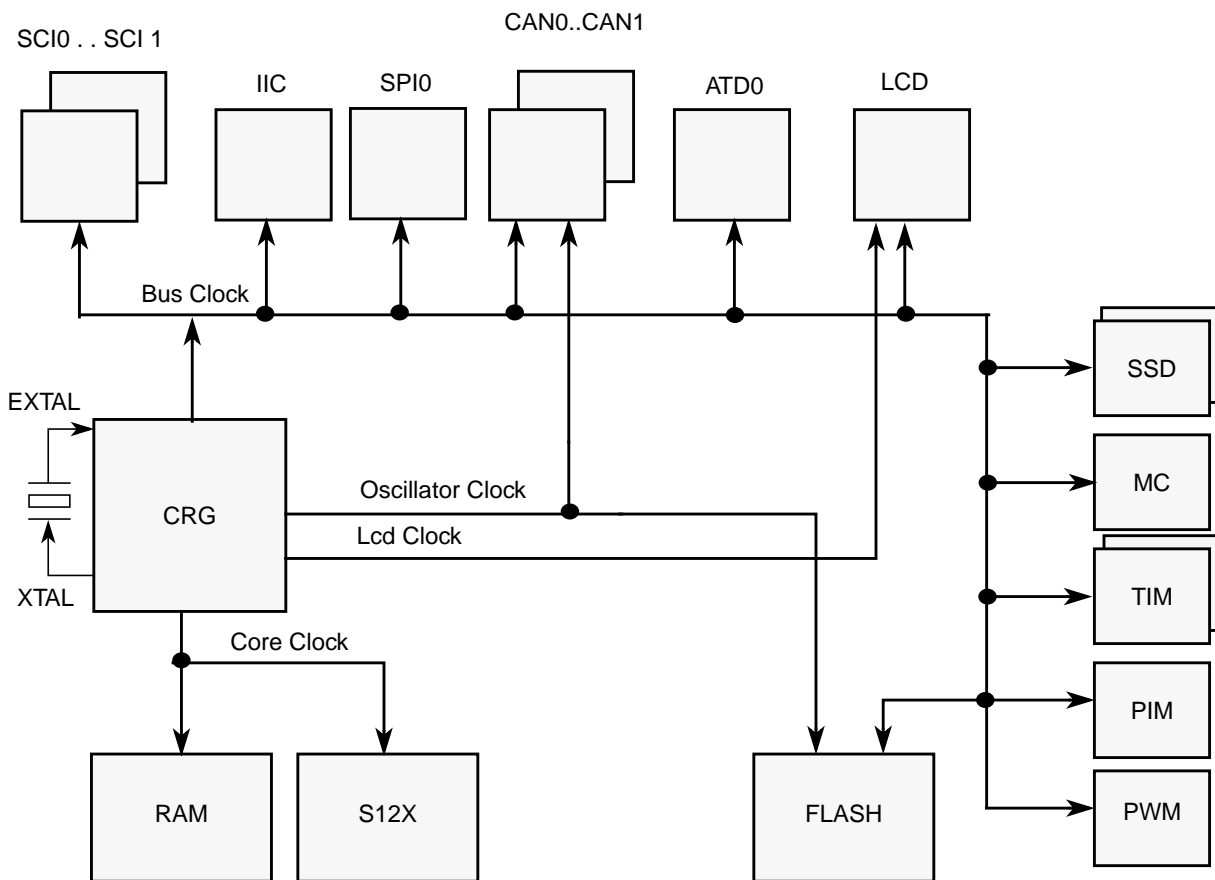 CAN0..CAN1
SCI0 . . SCI 1
IIC
SPI0
ATD0
LCD
Bus Clock
SSD
EXTAL
MC
Oscillator Clock
CRG
Lcd Clock
XTAL
TIM
Core Clock
PIM
RAM
S12X
FLASH
PWM